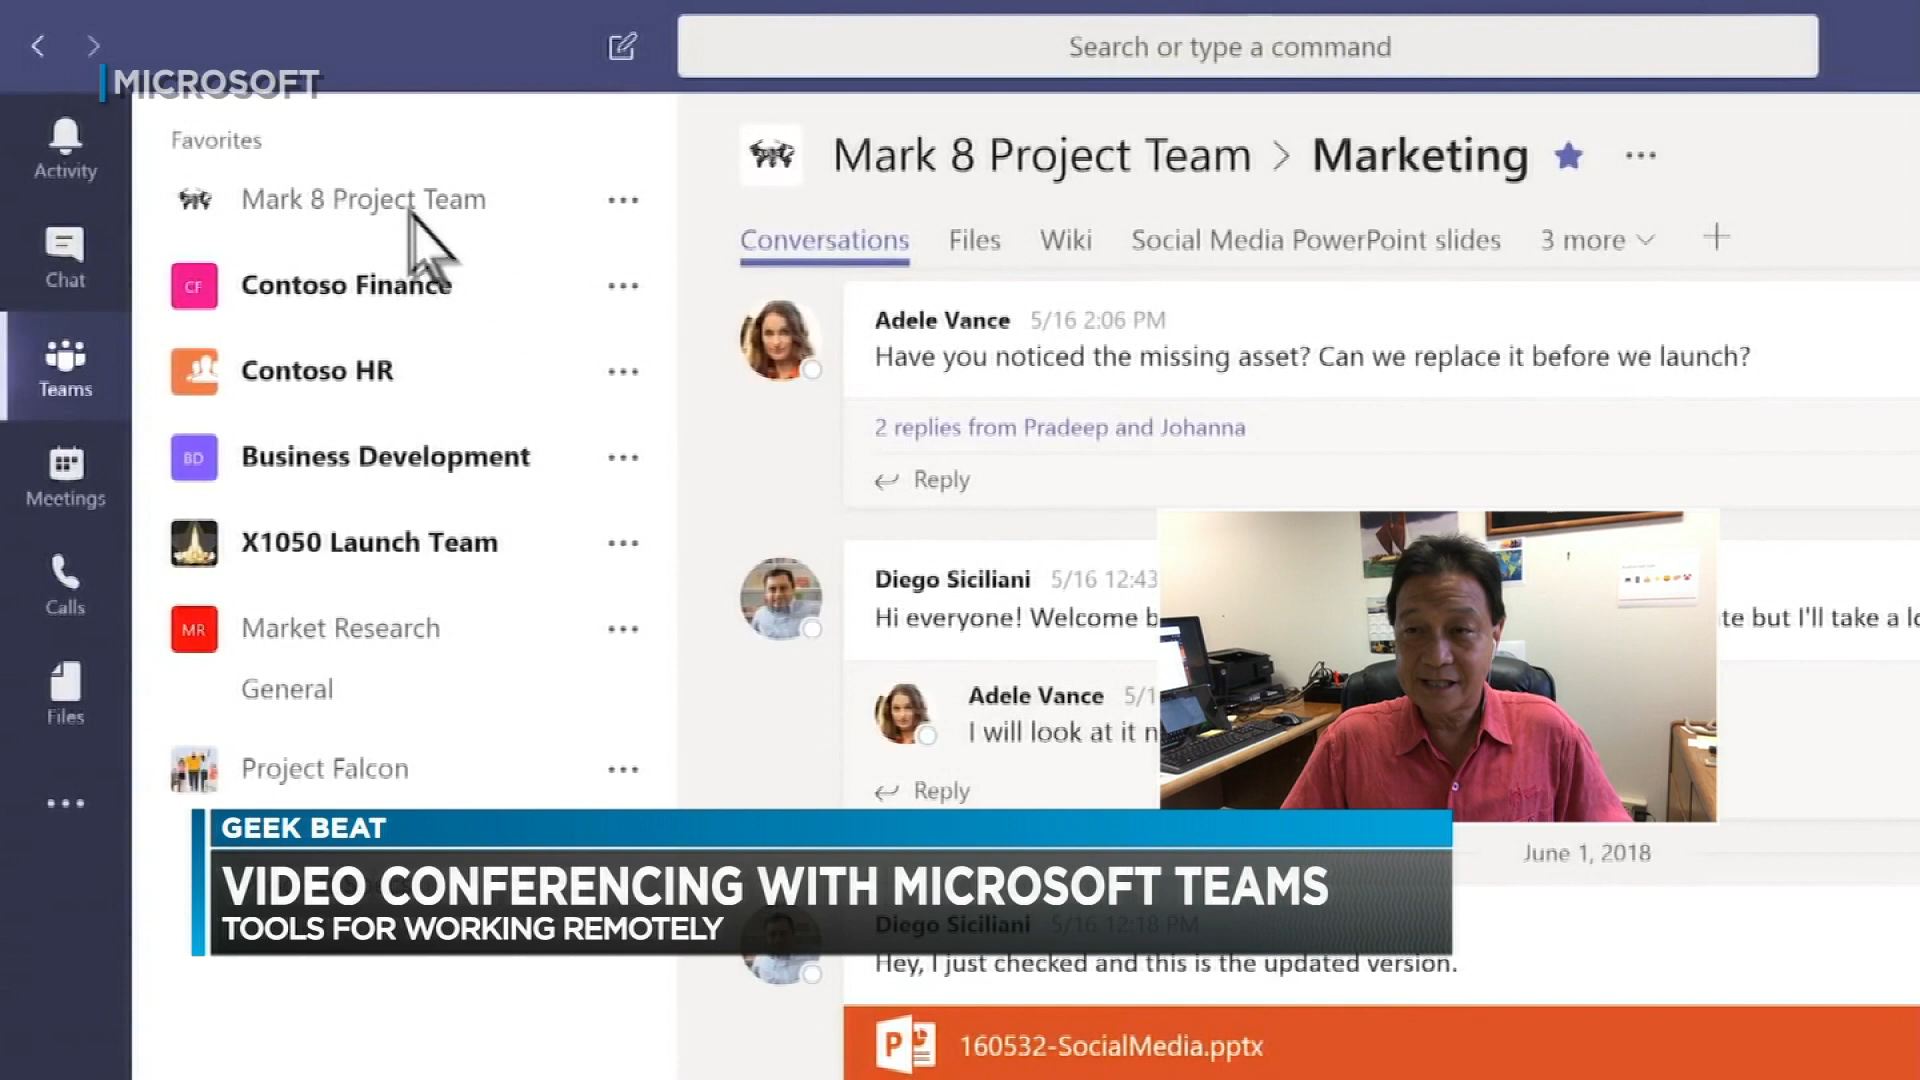 Search or type a command
MICROSOFT
Activity
Chat
Teams
Meetings
Calls
Files
Favorites
Mark 8 Project Team
CF Contoso Finance
Contoso HR
BD Business Development
X1050 Launch Team
MR Market Research
General
Project Falcon
Mark 8 Project Team > Marketing
Conversations Files Wiki Social Media PowerPoint slides 3 more
Adele Vance 5/16 2:06 PM
Have you noticed the missing asset? Can we replace it before we launch?
2 replies from Pradeep and Johanna
Reply
Diego Siciliani 5/16 12:43
Hi everyone! Welcome b te but I'll take a lo
Adele Vance 5/1
I will look at it n
Reply
June 1, 2018
GEEK BEAT
VIDEO CONFERENCING WITH MICROSOFT TEAMS
TOOLS FOR WORKING REMOTELY
Diego Siciliani 5/16 12:18 PM
Hey, I just checked and this is the updated version.
160532-SocialMedia.pptx